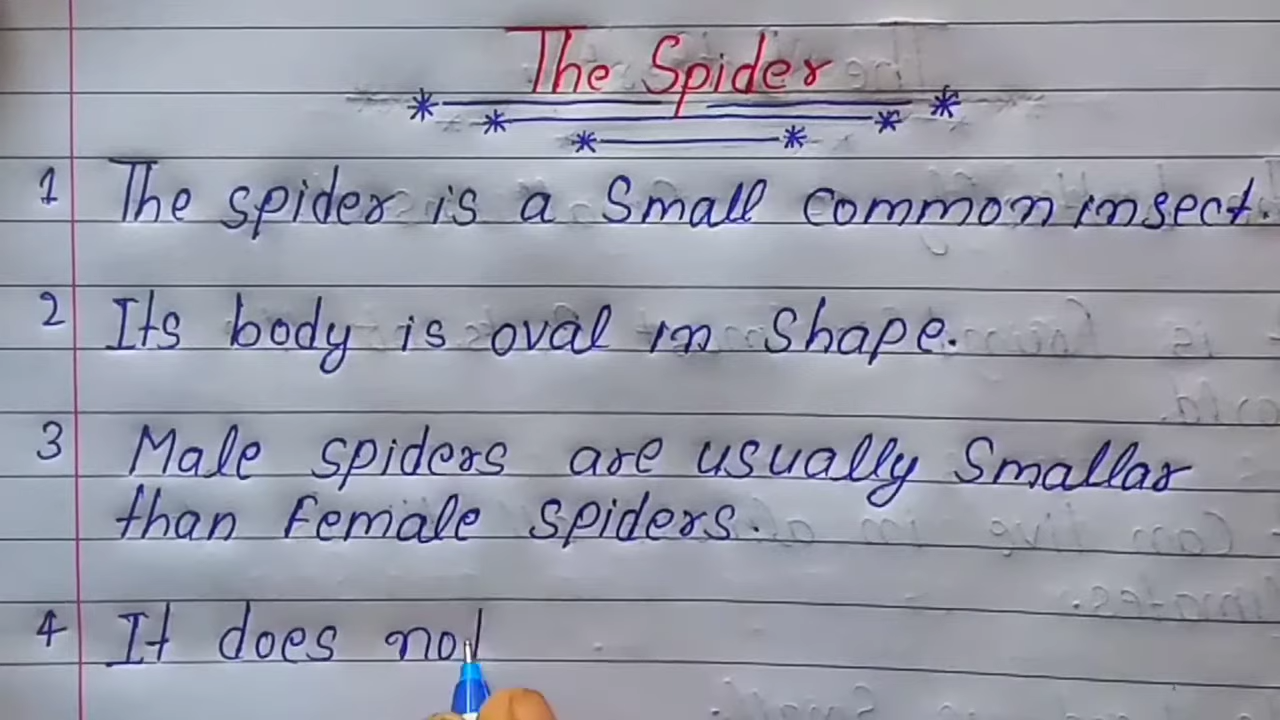 The Spider
1 The spider is a Small common insect.
2 Its body is oval in Shape.
3 Male spiders are usually Smallar
than Female spiders.
4 It does not